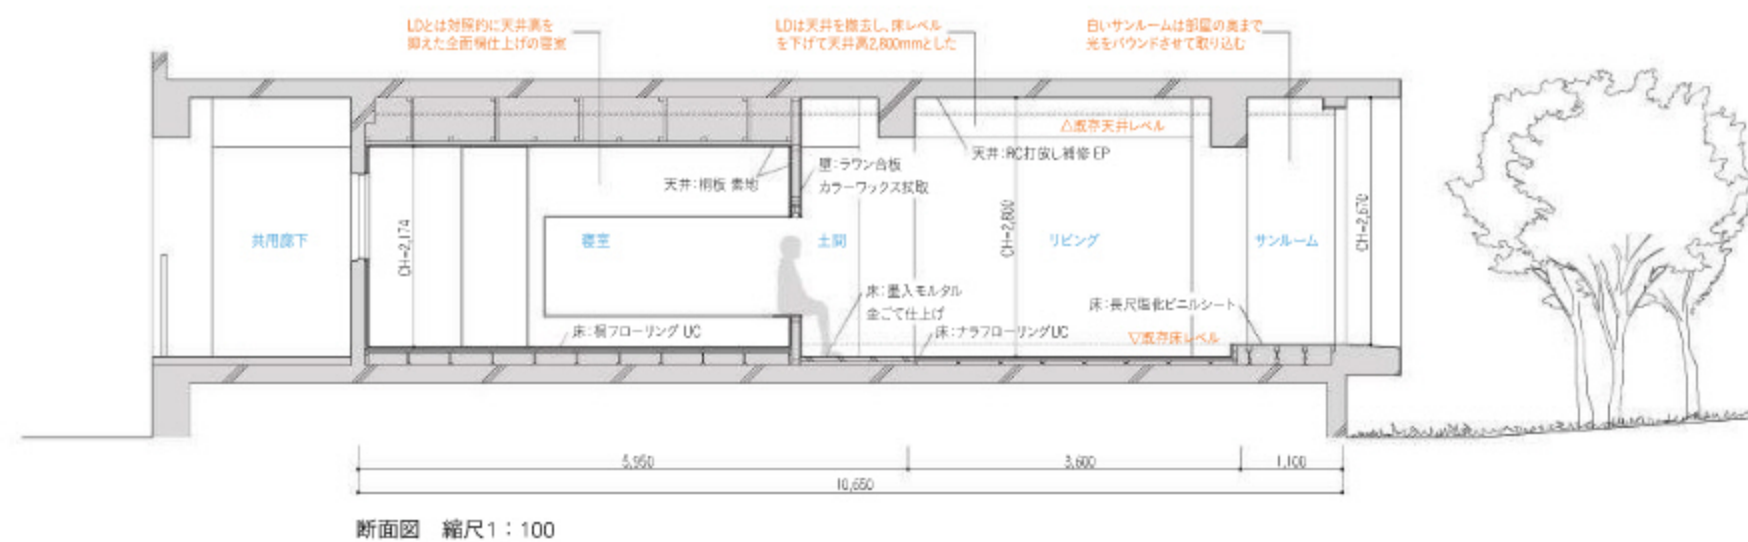 LDとは対照的に天井高を
抑えた全面桐仕上げの寝室
LDは天井を撤去し、床レベル
を下げて天井高2,800mmとした
白いサンルームは部屋の奥まで
光をバウンドさせて取り込む
△既存天井レベル
天井：RC打放し補修 EP
壁：ラワン合板
カラーワックス拭取
天井：桐板 素地
共用廊下
CH=2,174
寝室
土間
CH=2,800
リビング
サンルーム
CH=2,670
床：墨入モルタル
金ごて仕上げ
床：長尺塩化ビニルシート
床：桐フローリング UC
床：ナラフローリングUC
▽既存床レベル
5,950
3,600
1,100
10,650
断面図　縮尺1：100